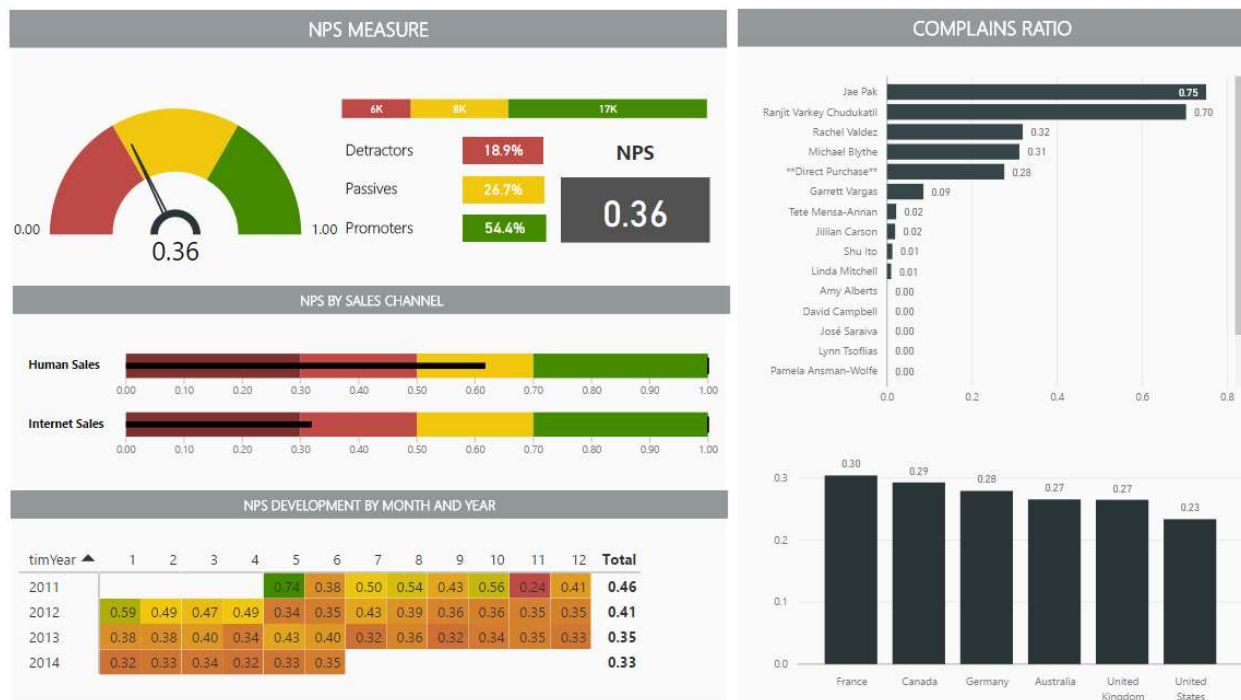 NPS MEASURE
6K 8K 17K
Detractors 18.9%
Passives 26.7%
Promoters 54.4%
NPS
0.36
0.00 1.00
0.36
NPS BY SALES CHANNEL
Human Sales
0.00 0.10 0.20 0.30 0.40 0.50 0.60 0.70 0.80 0.90 1.00
Internet Sales
0.00 0.10 0.20 0.30 0.40 0.50 0.60 0.70 0.80 0.90 1.00
NPS DEVELOPMENT BY MONTH AND YEAR
timYear 1 2 3 4 5 6 7 8 9 10 11 12 Total
2011 0.74 0.38 0.50 0.54 0.43 0.56 0.24 0.41 0.46
2012 0.59 0.49 0.47 0.49 0.34 0.35 0.43 0.39 0.36 0.36 0.35 0.35 0.41
2013 0.38 0.38 0.40 0.34 0.43 0.40 0.32 0.36 0.32 0.34 0.35 0.33 0.35
2014 0.32 0.33 0.34 0.32 0.33 0.35 0.33
COMPLAINS RATIO
Jae Pak 0.75
Ranjit Varkey Chudukatil 0.70
Rachel Valdez 0.32
Michael Blythe 0.31
**Direct Purchase** 0.28
Garrett Vargas 0.09
Tete Mensa-Annan 0.02
Jillian Carson 0.02
Shu Ito 0.01
Linda Mitchell 0.01
Amy Alberts 0.00
David Campbell 0.00
José Saraiva 0.00
Lynn Tsoflias 0.00
Pamela Ansman-Wolfe 0.00
0.0 0.2 0.4 0.6 0.8
0.30 0.29 0.28 0.27 0.27 0.23
0.3
0.2
0.1
0.0
France Canada Germany Australia United Kingdom United States